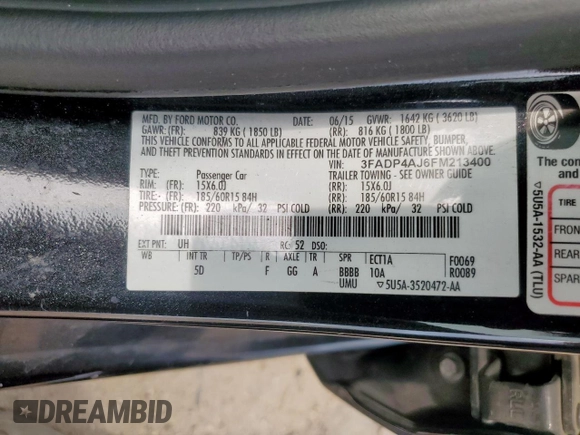 MFD. BY FORD MOTOR CO. 06/15 GVWR: 1642 KG ( 3620 LB)
GAWR: (FR): 839 KG ( 1850 LB) (RR): 816 KG ( 1800 LB)
THIS VEHICLE CONFORMS TO ALL APPLICABLE FEDERAL MOTOR VEHICLE SAFETY, BUMPER,
AND THEFT PREVENTION STANDARDS IN EFFECT ON THE DATE OF MANUFACTURE SHOWN ABOVE.
VIN: 3FADP4AJ6FM213400
TYPE: Passenger Car TRAILER TOWING - SEE OWNER GUIDE
RIM: (FR): 15X6.0J (RR): 15X6.0J
TIRE: (FR): 185/60R15 84H (RR): 185/60R15 84H
PRESSURE: (FR): 220 kPa/ 32 PSI COLD (RR): 220 kPa/ 32 PSI COLD
EXT PNT: UH RC: 52 DSO:
WB INT TR TP/PS R AXLE TR SPR ECT1A F0069
5D F GG A BBBB 10A R0089
UMU ▽5U5A-3520472-AA
▽5U5A-1532-AA (TLU)
The con
and
TIRE
FRON
REAR
SPAR
DREAMBID